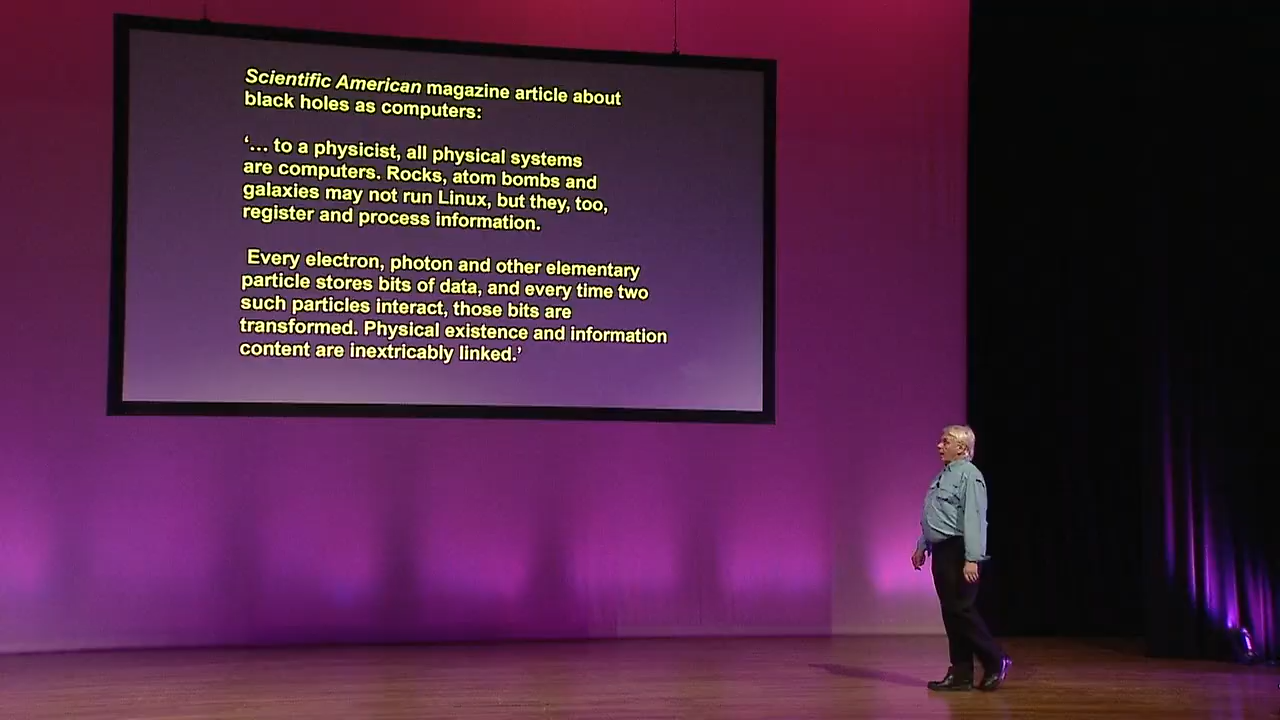 Scientific American magazine article about
black holes as computers:
‘... to a physicist, all physical systems
are computers. Rocks, atom bombs and
galaxies may not run Linux, but they, too,
register and process information.
Every electron, photon and other elementary
particle stores bits of data, and every time two
such particles interact, those bits are
transformed. Physical existence and information
content are inextricably linked.’